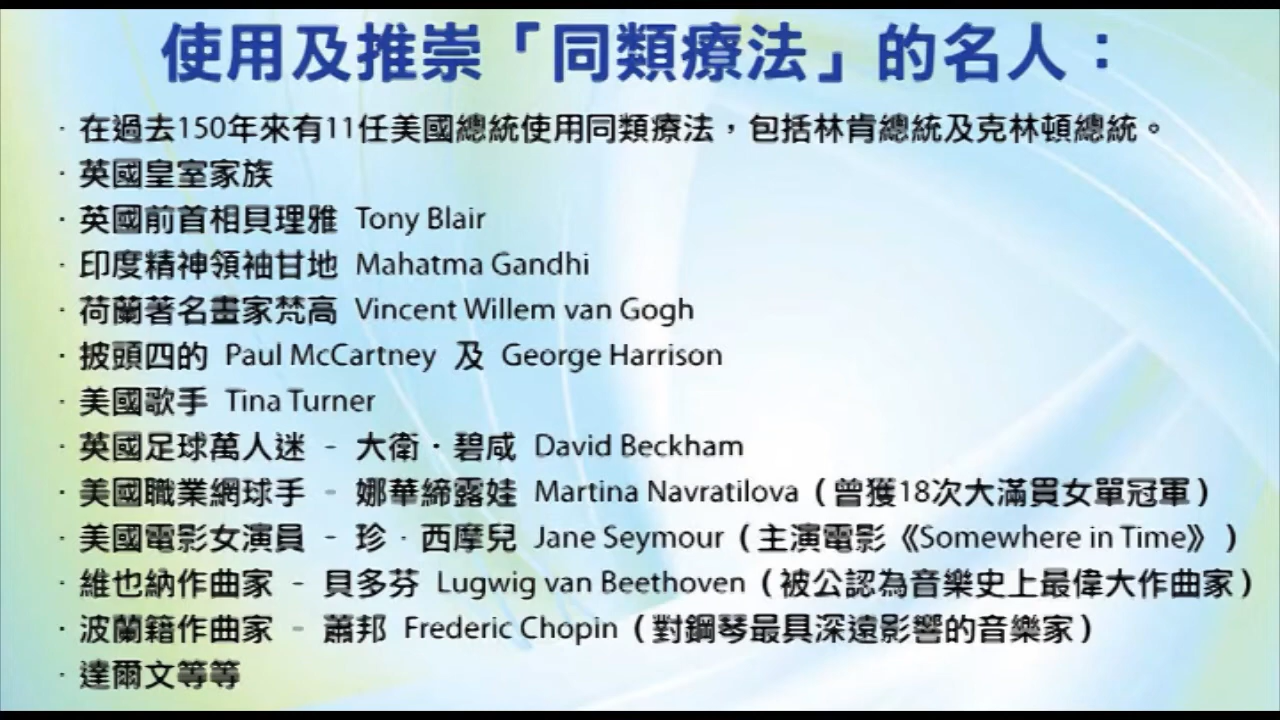 使用及推崇「同類療法」的名人：
· 在過去150年來有11任美國總統使用同類療法，包括林肯總統及克林頓總統。
· 英國皇室家族
· 英國前首相貝理雅 Tony Blair
· 印度精神領袖甘地 Mahatma Gandhi
· 荷蘭著名畫家梵高 Vincent Willem van Gogh
· 披頭四的 Paul McCartney 及 George Harrison
· 美國歌手 Tina Turner
· 英國足球萬人迷 - 大衛·碧咸 David Beckham
· 美國職業網球手 - 娜華締露娃 Martina Navratilova（曾獲18次大滿貫女單冠軍）
· 美國電影女演員 - 珍·西摩兒 Jane Seymour（主演電影《Somewhere in Time》）
· 維也納作曲家 - 貝多芬 Lugwig van Beethoven（被公認為音樂史上最偉大作曲家）
· 波蘭籍作曲家 - 蕭邦 Frederic Chopin（對鋼琴最具深遠影響的音樂家）
· 達爾文等等